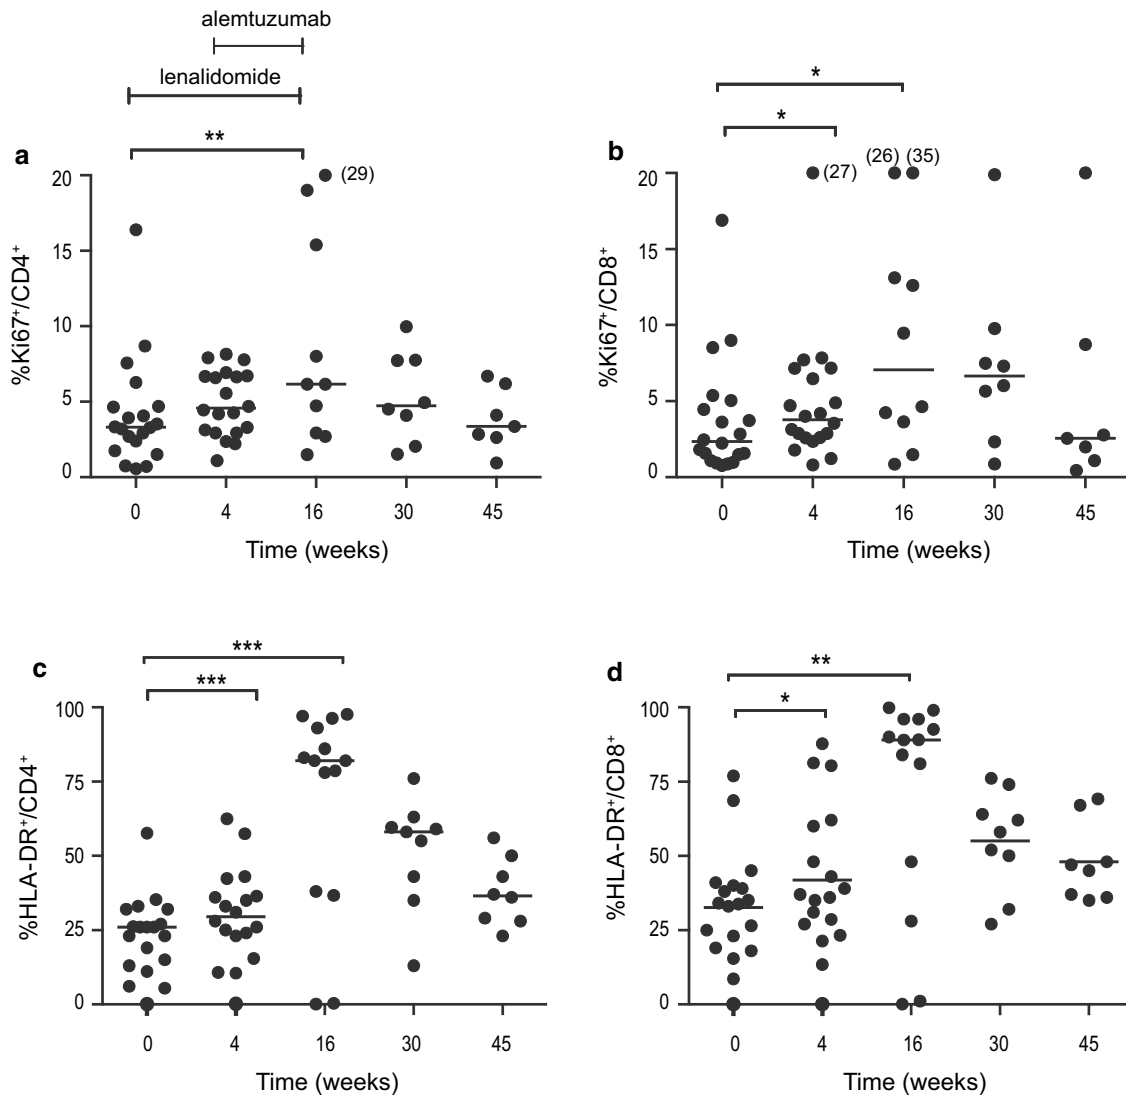 alemtuzumab
lenalidomide
a
**
(29)
20
15
10
5
0
%Ki67+/CD4+
0 4 16 30 45
Time (weeks)
b
*
*
(27)
(26) (35)
20
15
10
5
0
%Ki67+/CD8+
0 4 16 30 45
Time (weeks)
c
***
***
100
75
50
25
0
%HLA-DR+/CD4+
0 4 16 30 45
Time (weeks)
d
**
*
100
75
50
25
0
%HLA-DR+/CD8+
0 4 16 30 45
Time (weeks)